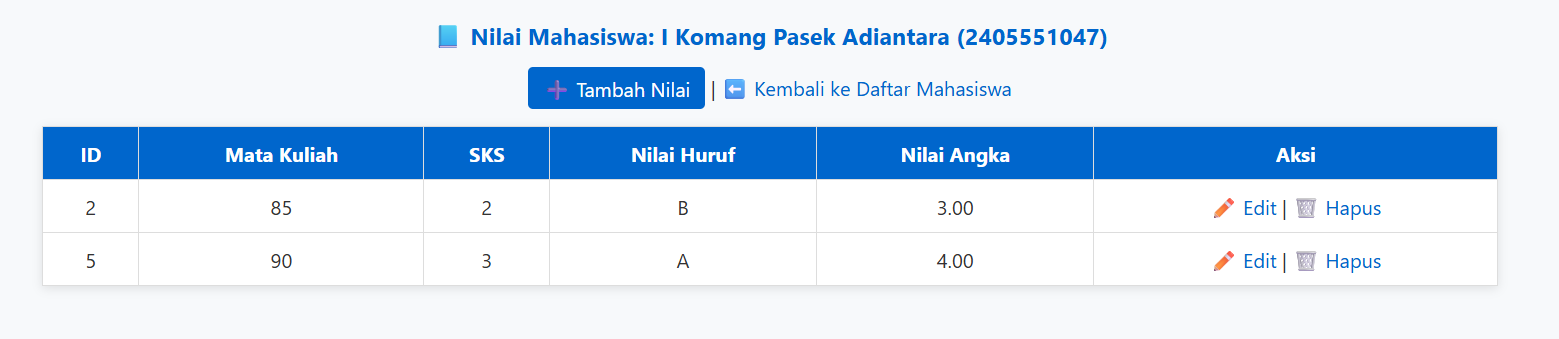 Nilai Mahasiswa: I Komang Pasek Adiantara (2405551047)
Tambah Nilai | Kembali ke Daftar Mahasiswa
ID Mata Kuliah SKS Nilai Huruf Nilai Angka Aksi
2 85 2 B 3.00 Edit | Hapus
5 90 3 A 4.00 Edit | Hapus